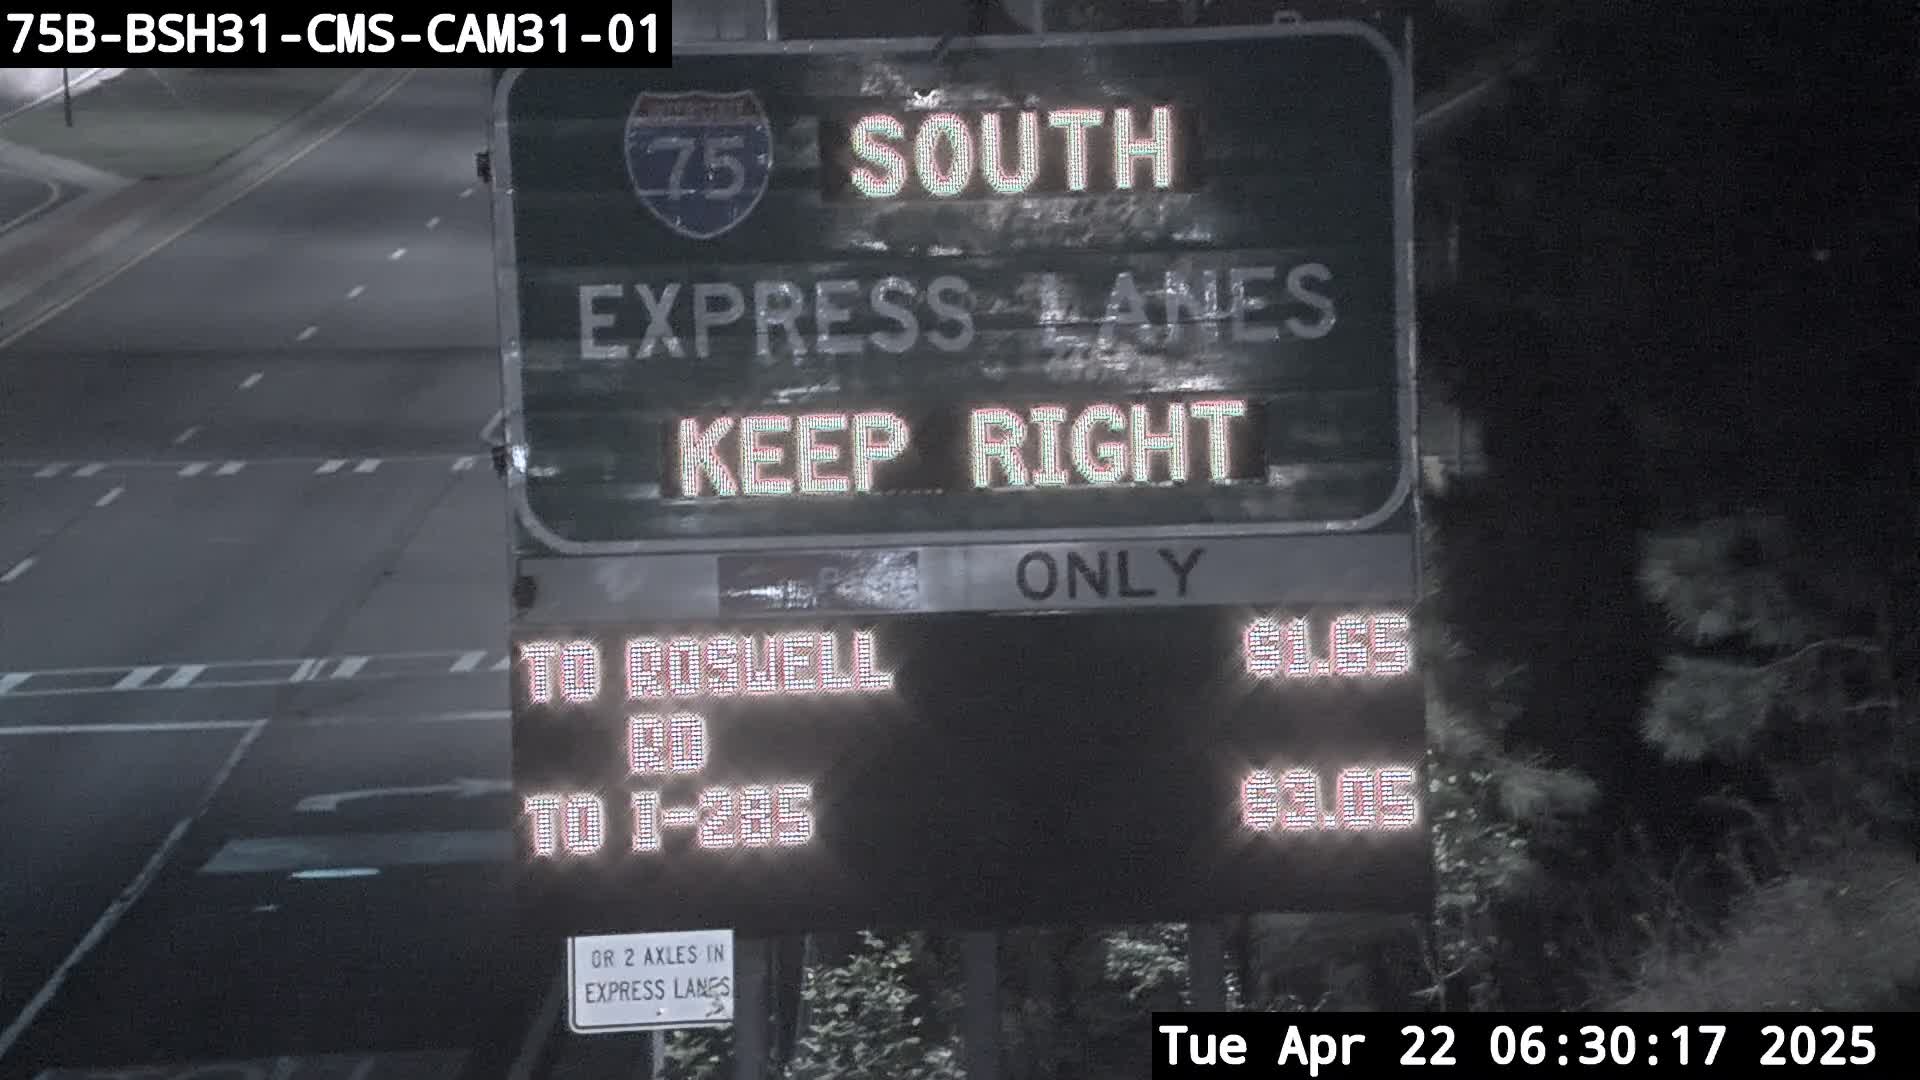 75B-BSH31-CMS-CAM31-01
75 SOUTH
EXPRESS LANES
KEEP RIGHT
ONLY
TO ROSWELL $1.65
RD
TO I-285 $3.05
OR 2 AXLES IN
EXPRESS LANES
Tue Apr 22 06:30:17 2025